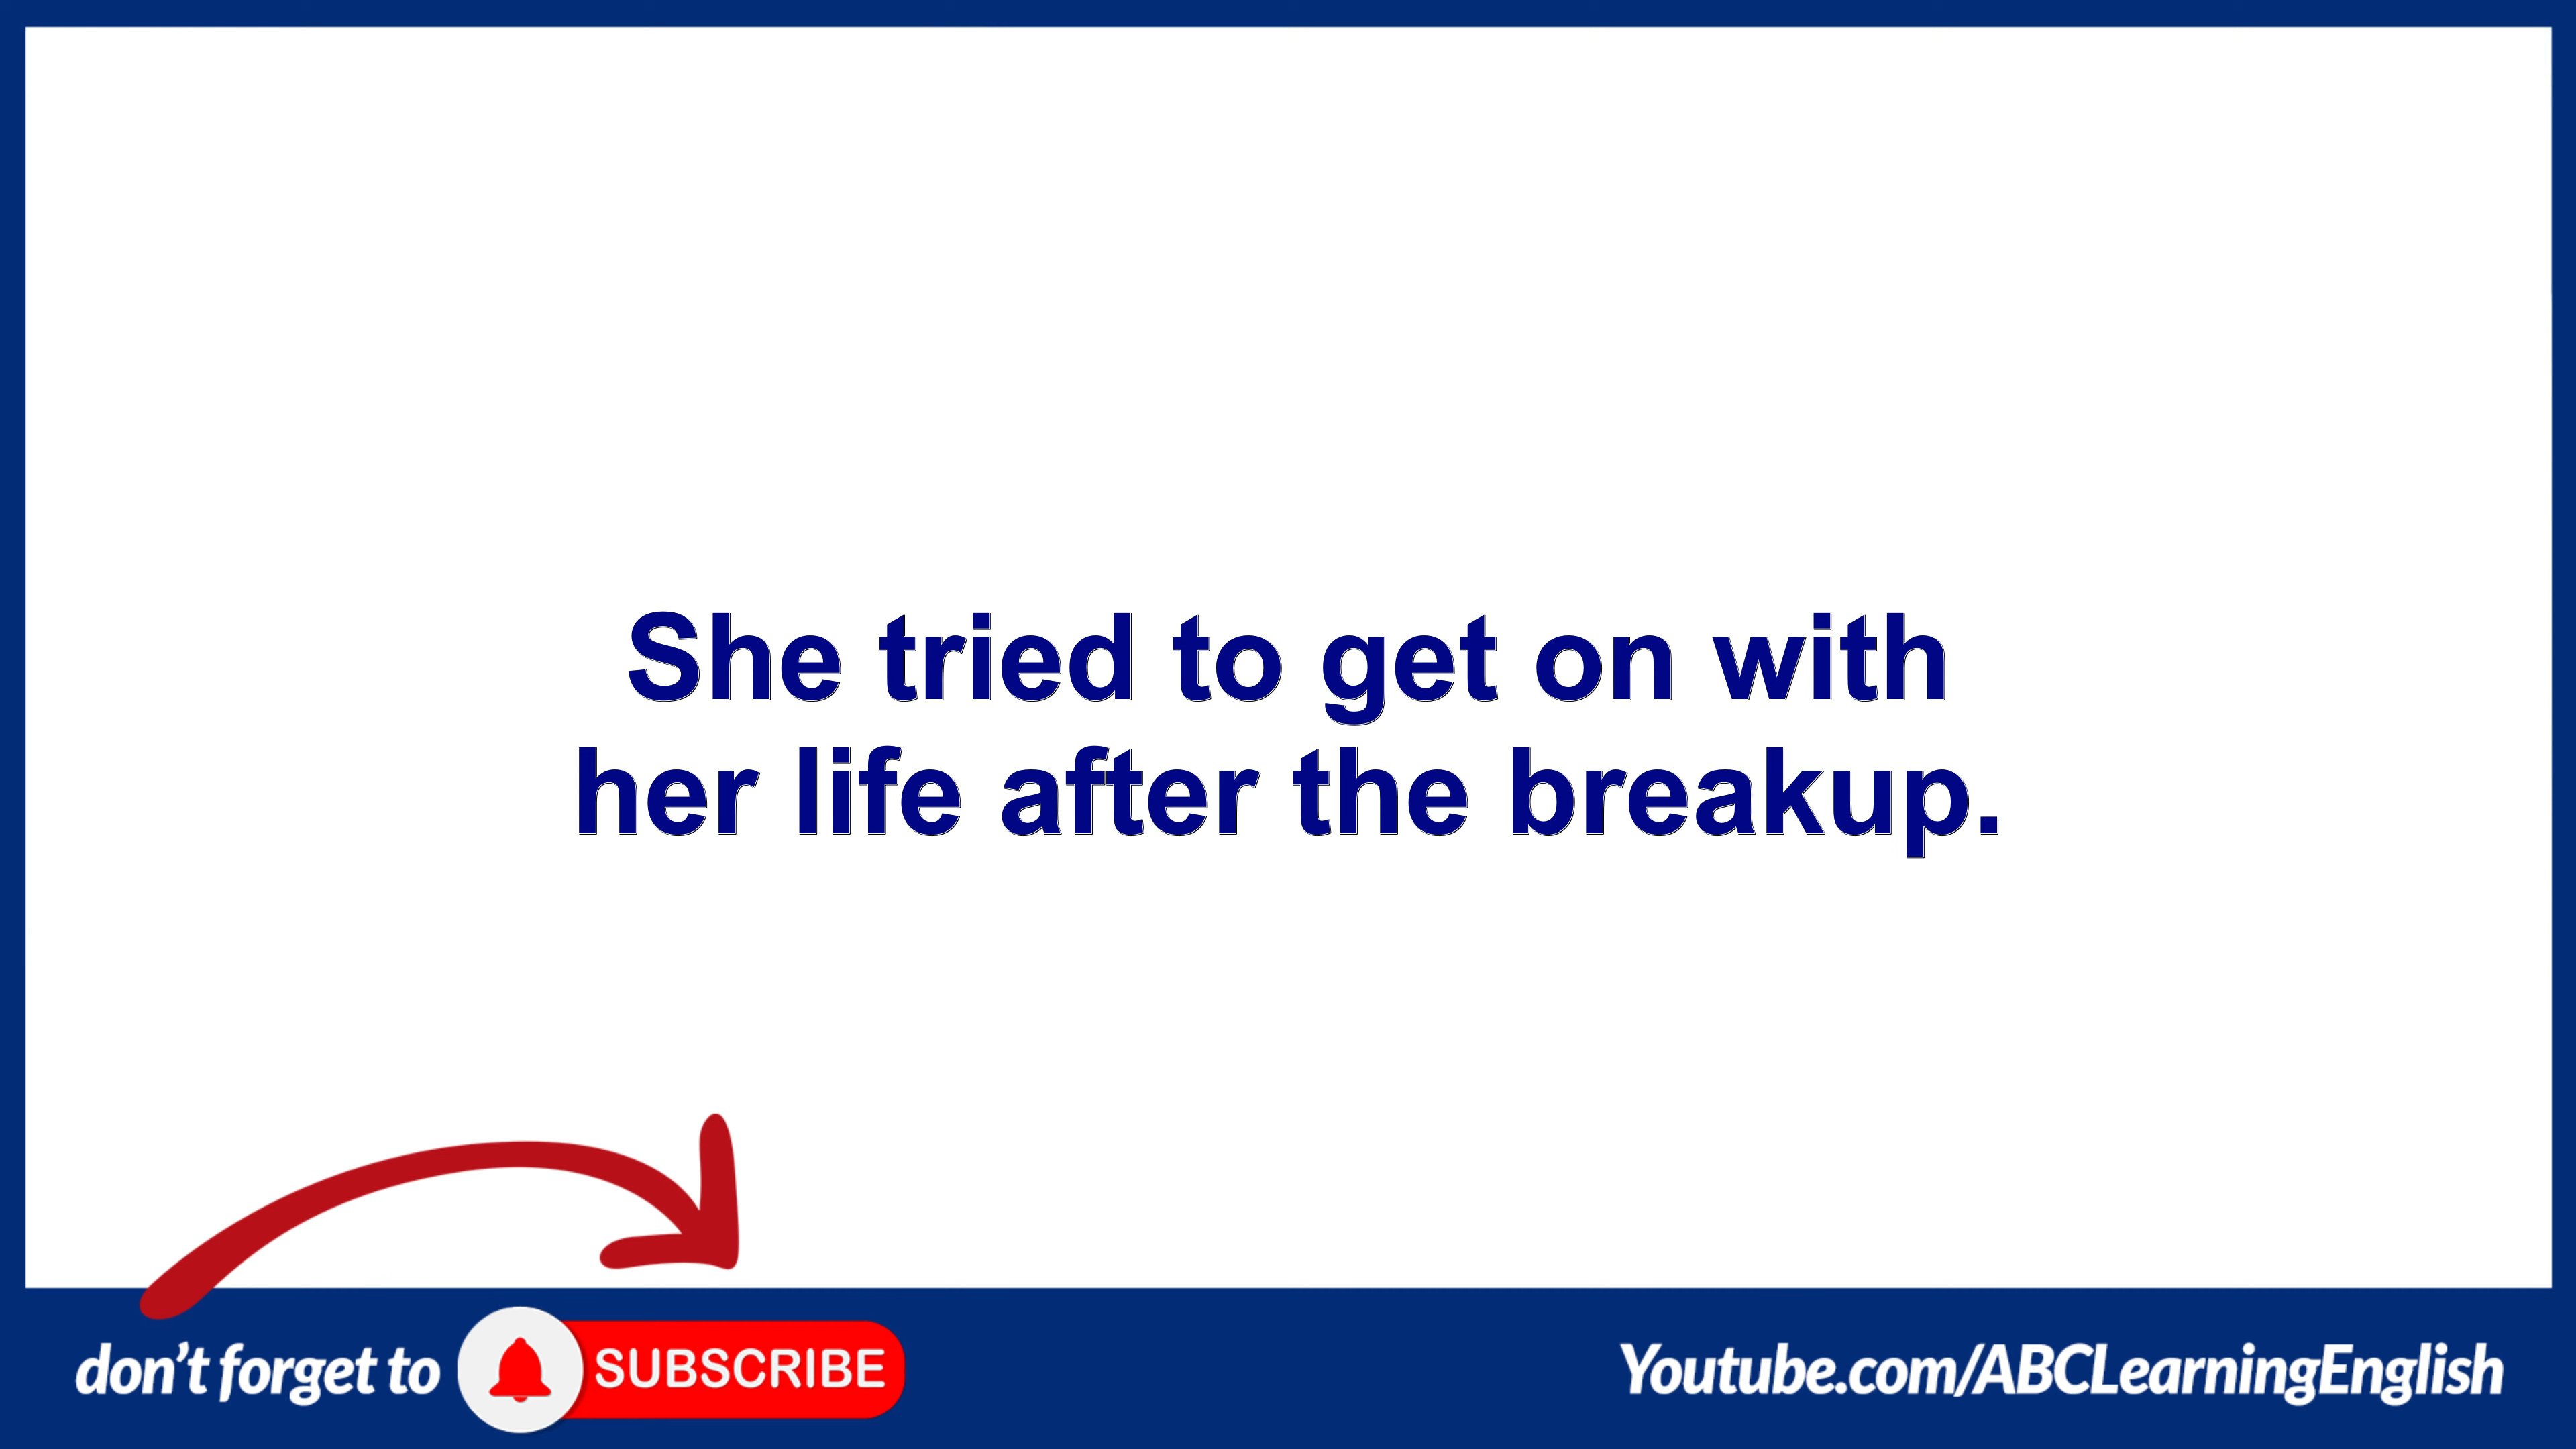 She tried to get on with
her life after the breakup.
don't forget to SUBSCRIBE
Youtube.com/ABCLearningEnglish